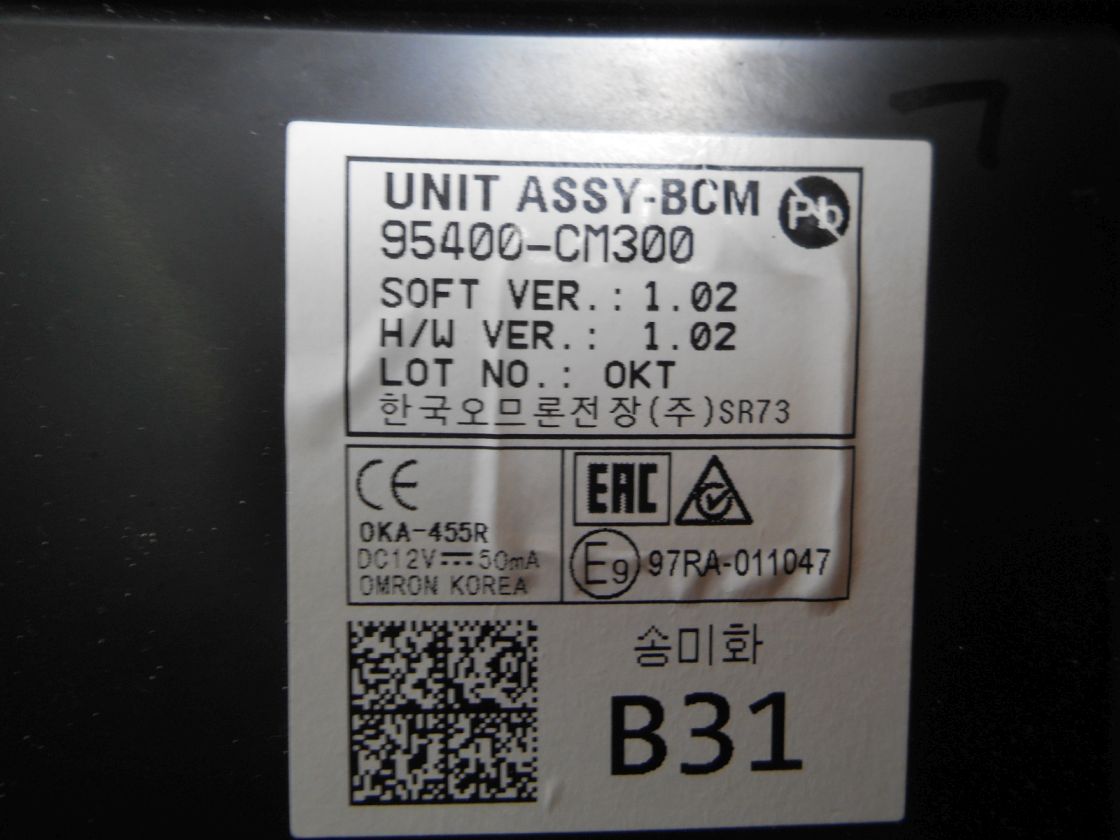 UNIT ASSY-BCM
Pb
95400-CM300
SOFT VER.: 1.02
H/W VER.: 1.02
LOT NO.: OKT
한국오므론전장(주)SR73
CE
OKA-455R
DC12V⎓50mA
OMRON KOREA
EAC
E9 97RA-011047
송미화
B31